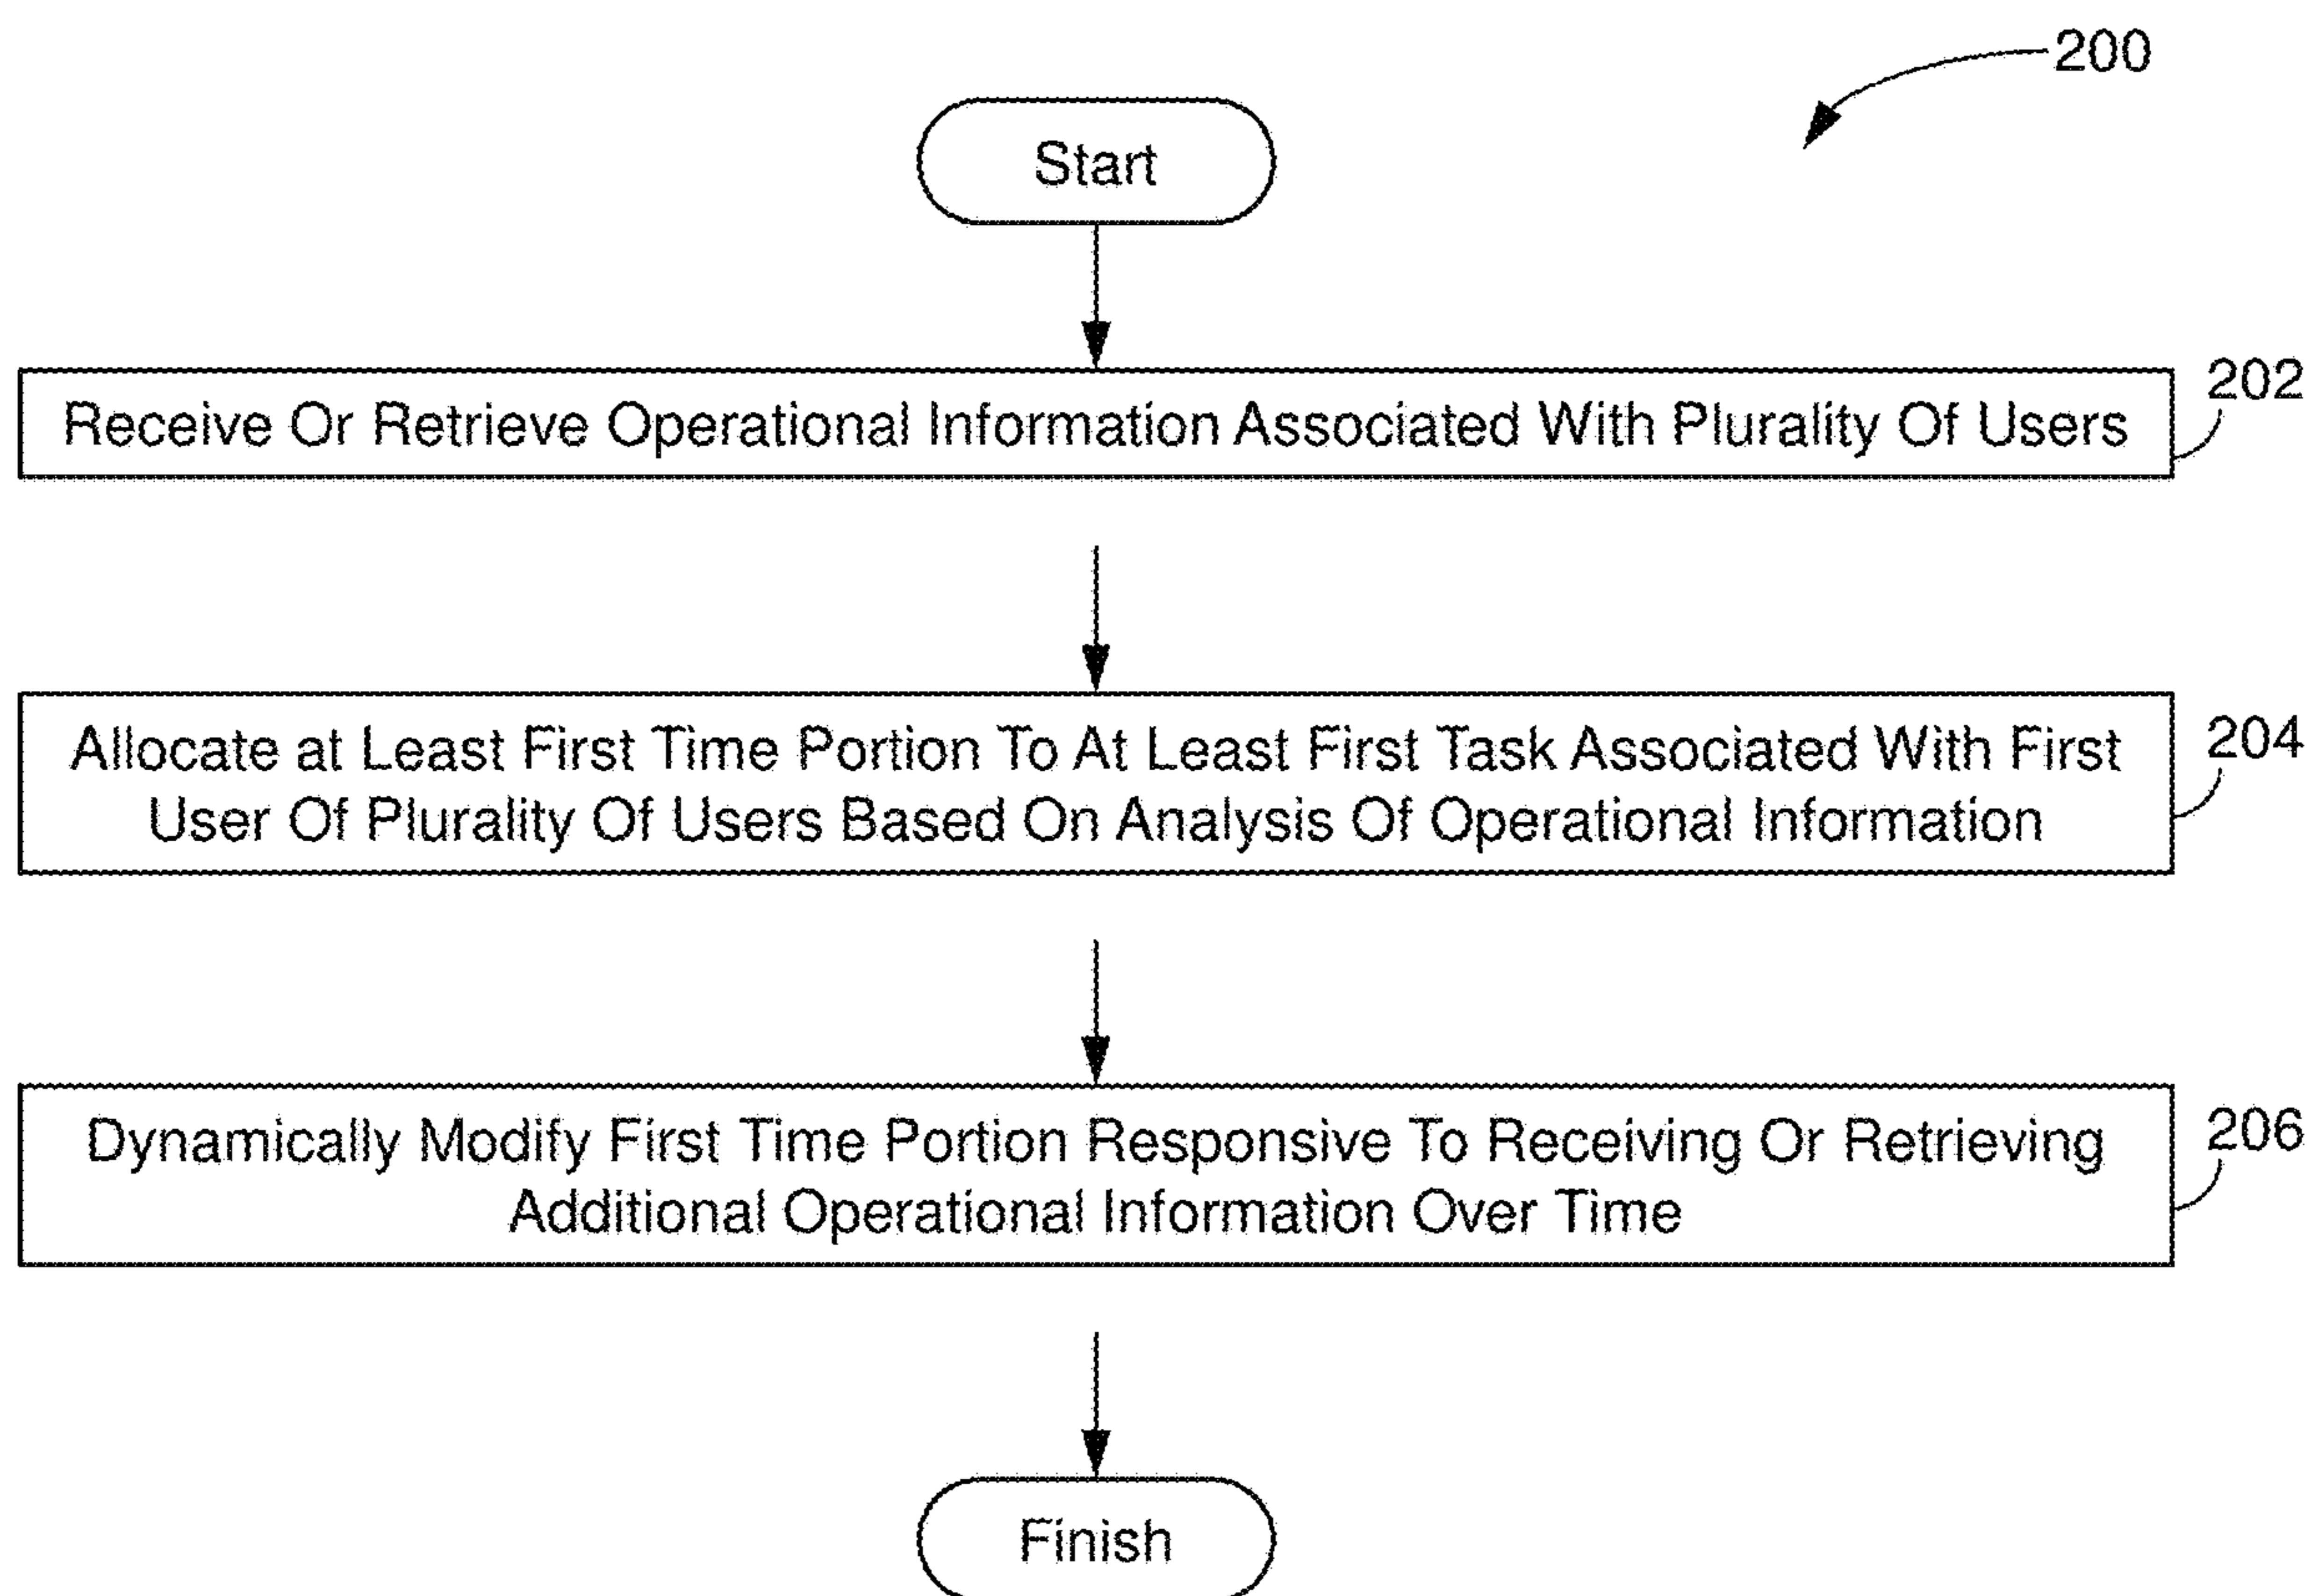 200
Start
Receive Or Retrieve Operational Information Associated With Plurality Of Users
202
Allocate at Least First Time Portion To At Least First Task Associated With First
User Of Plurality Of Users Based On Analysis Of Operational Information
204
Dynamically Modify First Time Portion Responsive To Receiving Or Retrieving
Additional Operational Information Over Time
206
Finish